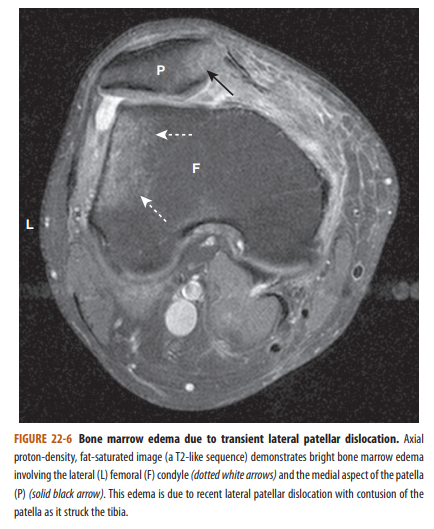 P
F
L
FIGURE 22-6 Bone marrow edema due to transient lateral patellar dislocation. Axial
proton-density, fat-saturated image (a T2-like sequence) demonstrates bright bone marrow edema
involving the lateral (L) femoral (F) condyle (dotted white arrows) and the medial aspect of the patella
(P) (solid black arrow). This edema is due to recent lateral patellar dislocation with contusion of the
patella as it struck the tibia.